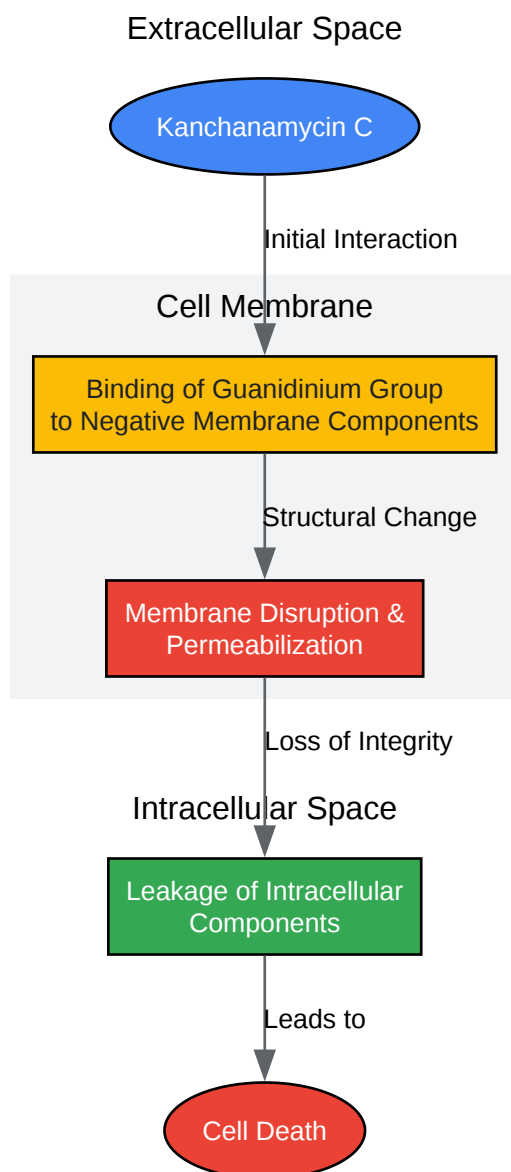 Extracellular Space
Kanchanamycin C
Initial Interaction
Cell Membrane
Binding of Guanidinium Group
to Negative Membrane Components
Structural Change
Membrane Disruption &
Permeabilization
Loss of Integrity
Intracellular Space
Leakage of Intracellular
Components
Leads to
Cell Death